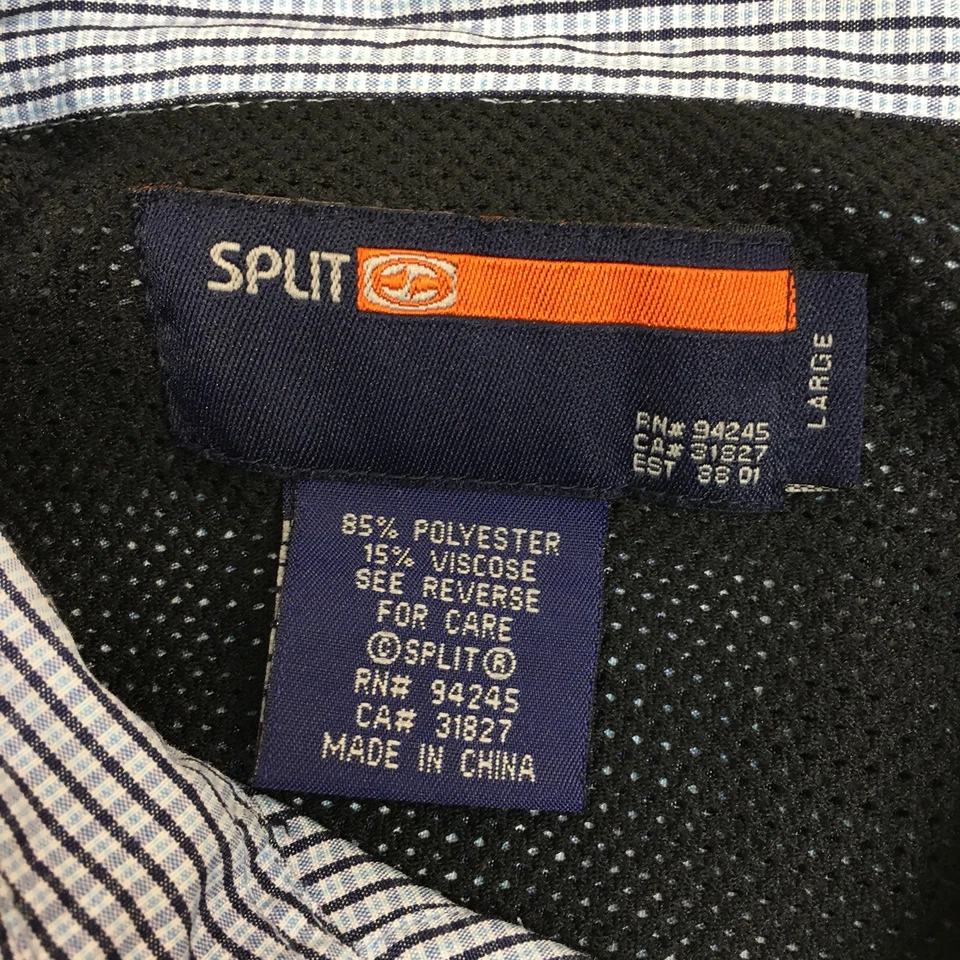 SPLIT
LARGE
RN# 94245
CA# 31827
EST 88 01
85% POLYESTER
15% VISCOSE
SEE REVERSE
FOR CARE
©SPLIT®
RN# 94245
CA# 31827
MADE IN CHINA